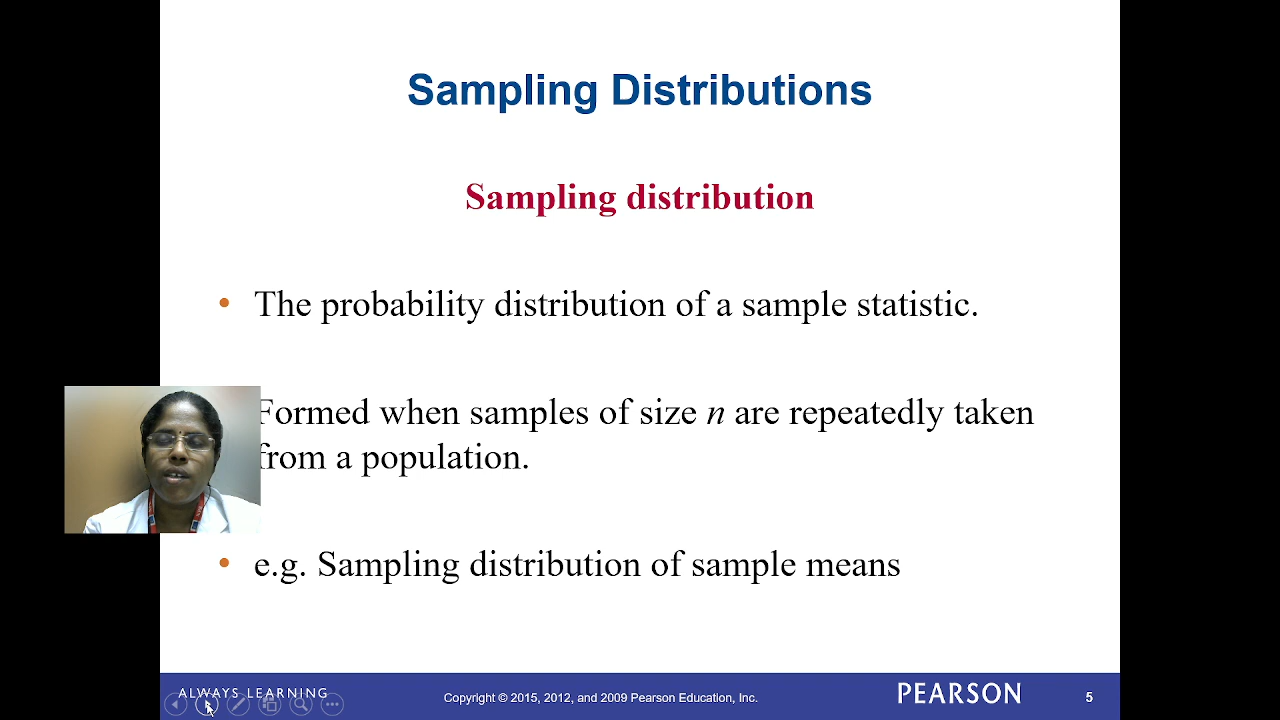 Sampling Distributions
Sampling distribution
• The probability distribution of a sample statistic.
Formed when samples of size n are repeatedly taken
from a population.
• e.g. Sampling distribution of sample means
ALWAYS LEARNING
Copyright © 2015, 2012, and 2009 Pearson Education, Inc.
PEARSON
5